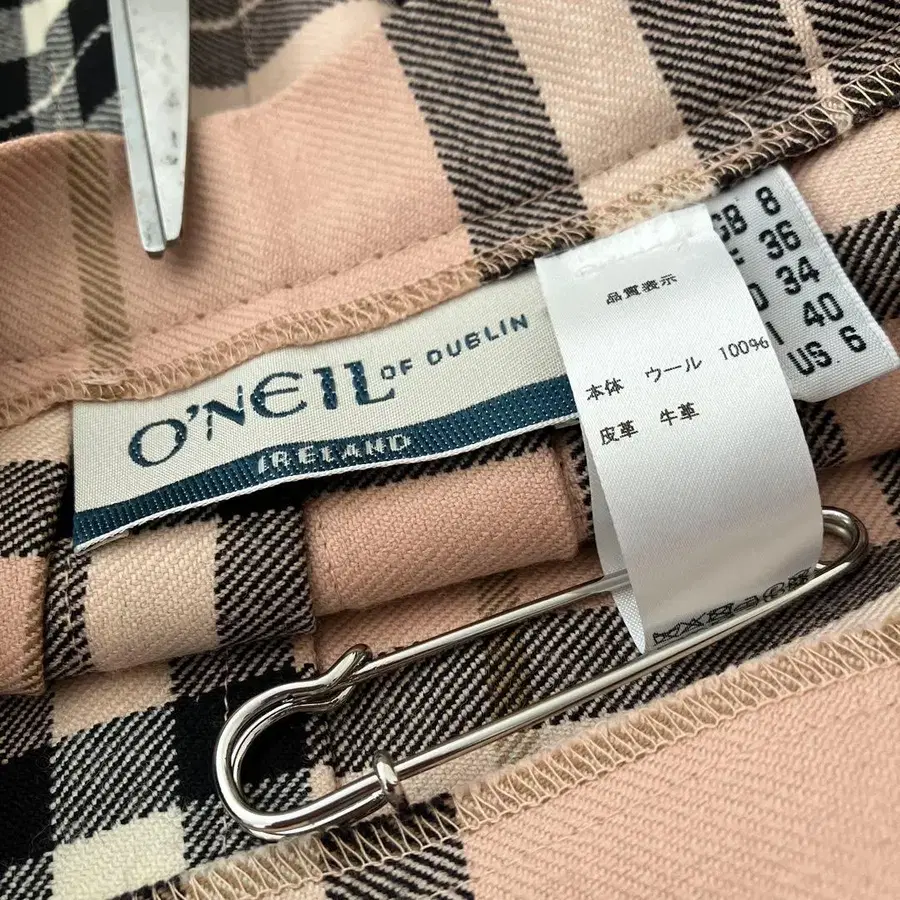 O'NEIL OF DUBLIN
IRELAND
品質表示
本体 ウール 100%
皮革 牛革
GB 8
36
34
40
US 6